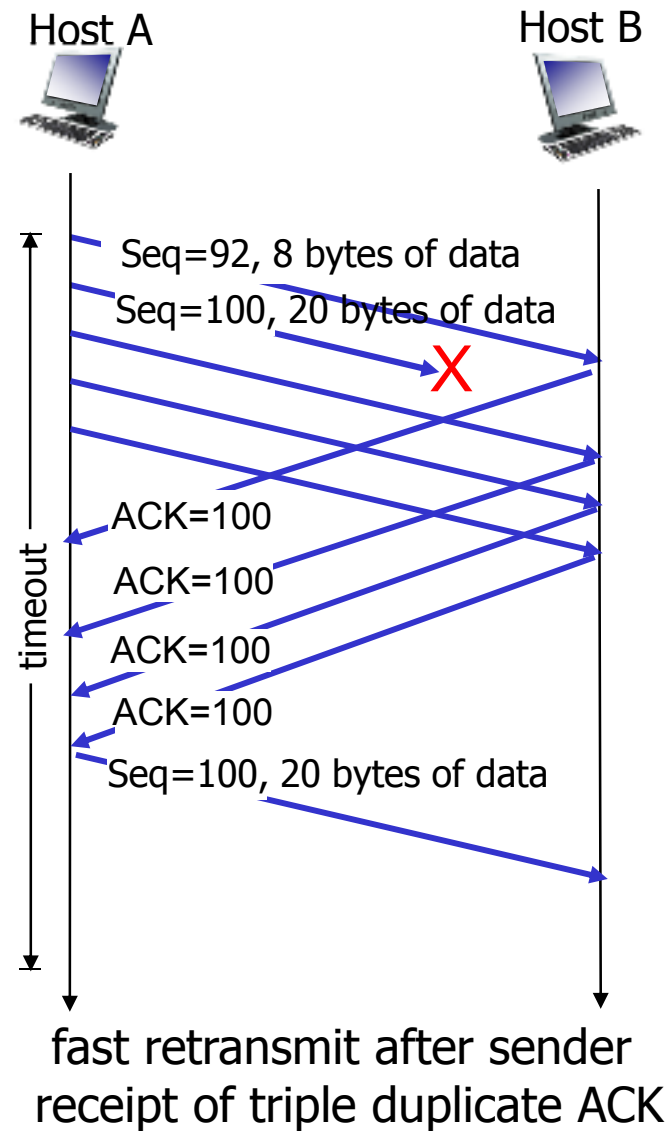 Host A
Host B
Seq=92, 8 bytes of data
Seq=100, 20 bytes of data
X
timeout
ACK=100
ACK=100
ACK=100
ACK=100
Seq=100, 20 bytes of data
fast retransmit after sender
receipt of triple duplicate ACK